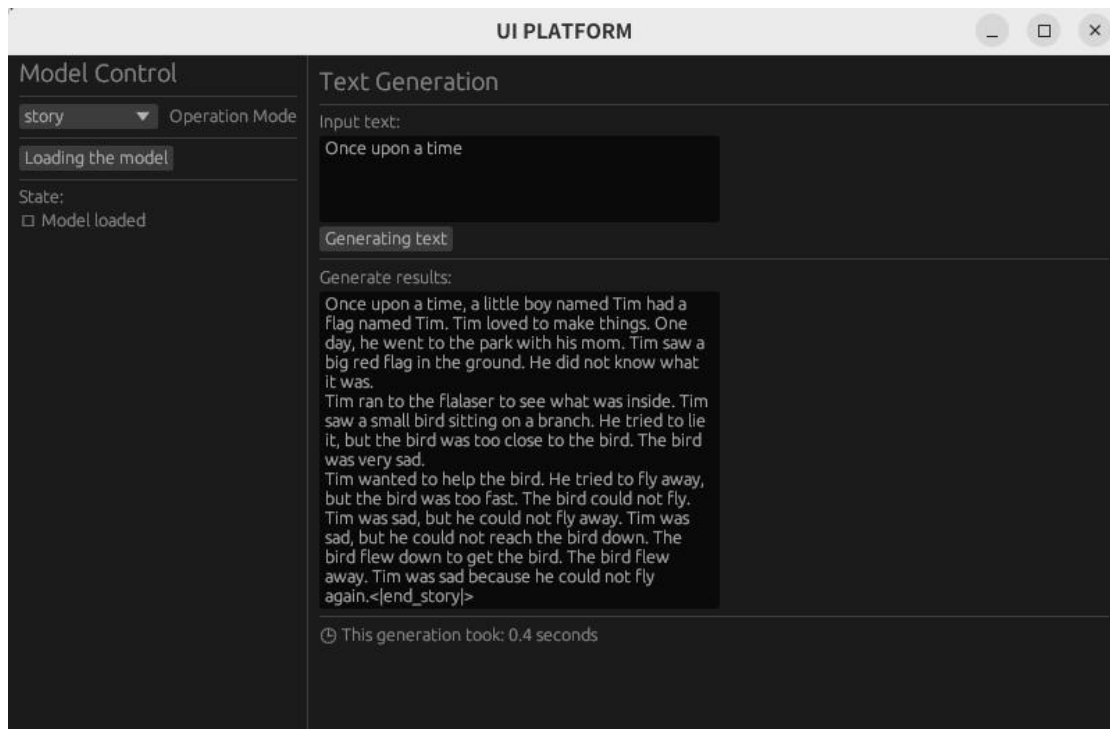 UI PLATFORM
Model Control
story
Operation Mode
Loading the model
State:
Model loaded
Text Generation
Input text:
Once upon a time
Generating text
Generate results:
Once upon a time, a little boy named Tim had a
flag named Tim. Tim loved to make things. One
day, he went to the park with his mom. Tim saw a
big red flag in the ground. He did not know what
it was.
Tim ran to the flalaser to see what was inside. Tim
saw a small bird sitting on a branch. He tried to lie
it, but the bird was too close to the bird. The bird
was very sad.
Tim wanted to help the bird. He tried to fly away,
but the bird was too fast. The bird could not fly.
Tim was sad, but he could not fly away. Tim was
sad, but he could not reach the bird down. The
bird flew down to get the bird. The bird flew
away. Tim was sad because he could not fly
again.<|end_story|>
This generation took: 0.4 seconds